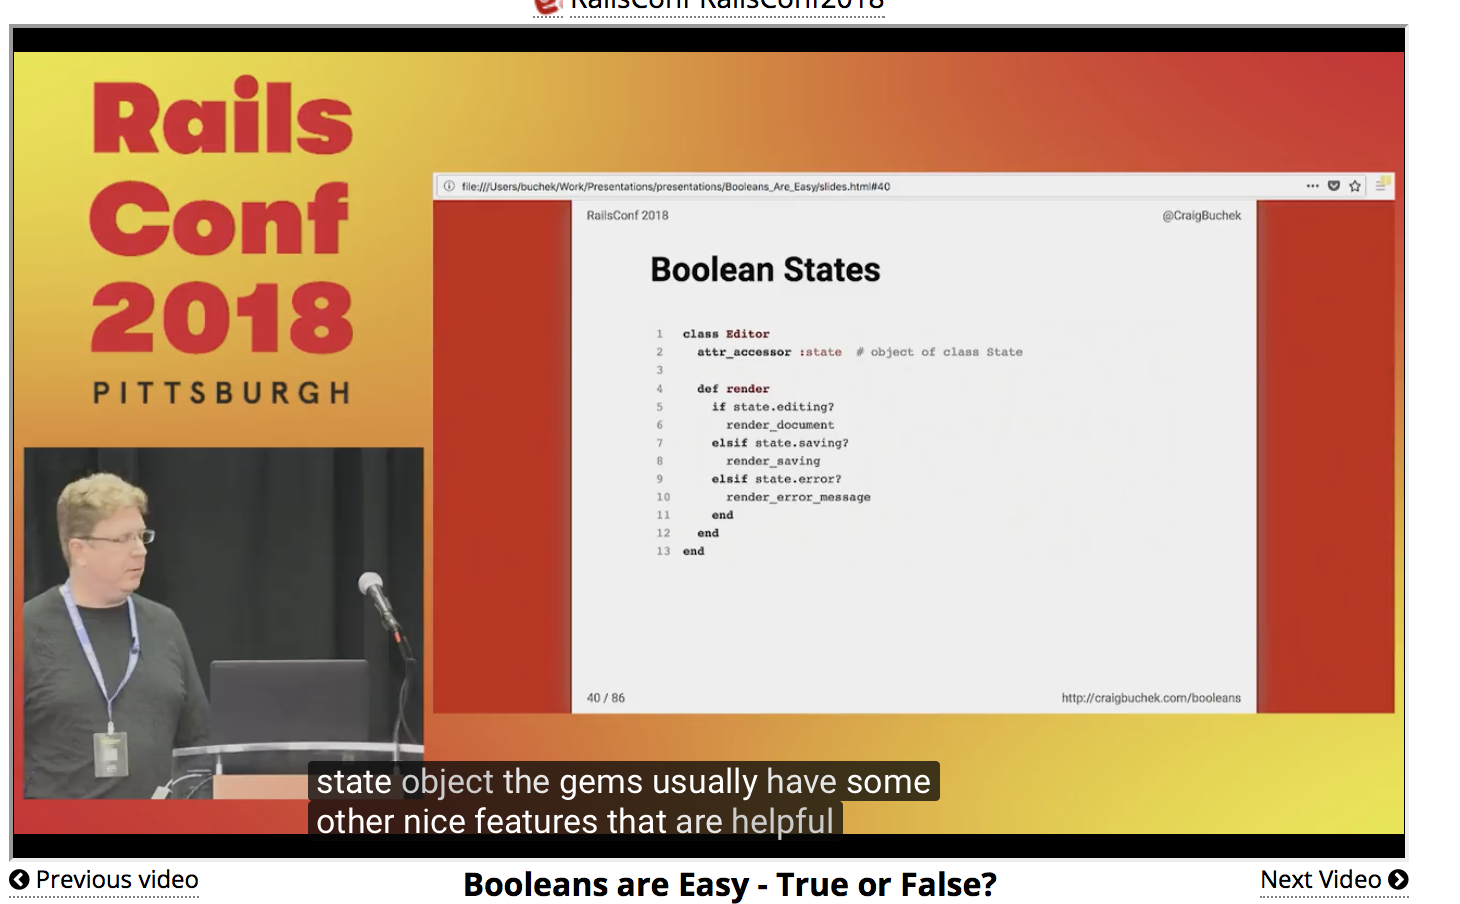 RailsConf RailsConf2018
Rails
Conf
2018
PITTSBURGH
file:///Users/buchek/Work/Presentations/presentations/Booleans_Are_Easy/slides.html#40
RailsConf 2018
@CraigBuchek
Boolean States
1 class Editor
2 attr_accessor :state # object of class State
3
4 def render
5 if state.editing?
6 render_document
7 elsif state.saving?
8 render_saving
9 elsif state.error?
10 render_error_message
11 end
12 end
13 end
40 / 86
http://craigbuchek.com/booleans
state object the gems usually have some
other nice features that are helpful
Previous video
Booleans are Easy - True or False?
Next Video